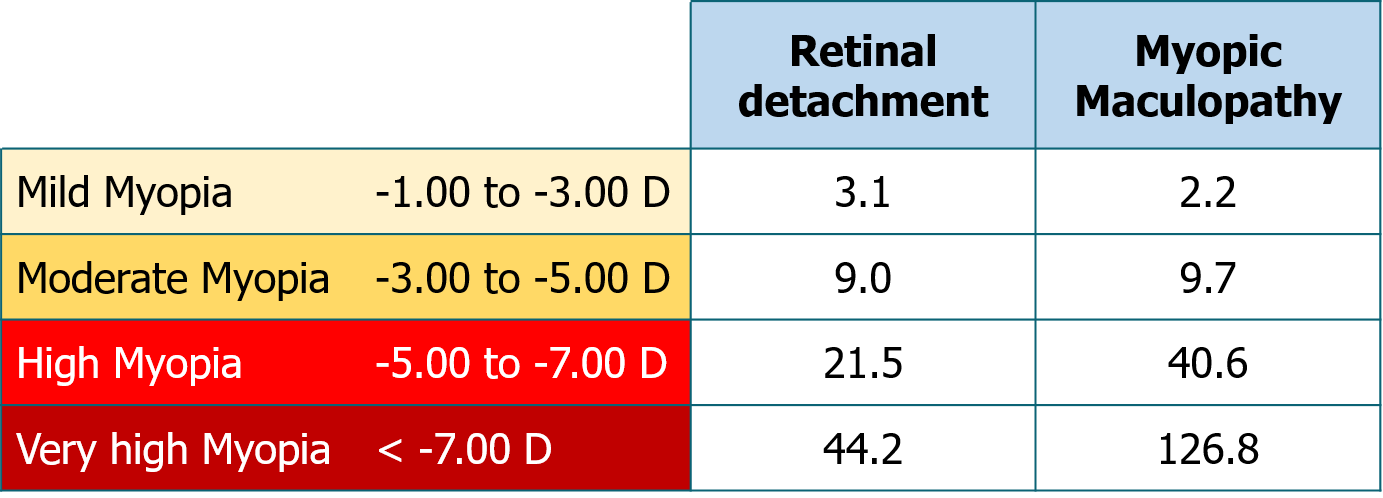 Retinal detachment
Myopic Maculopathy
Mild Myopia -1.00 to -3.00 D 3.1 2.2
Moderate Myopia -3.00 to -5.00 D 9.0 9.7
High Myopia -5.00 to -7.00 D 21.5 40.6
Very high Myopia < -7.00 D 44.2 126.8